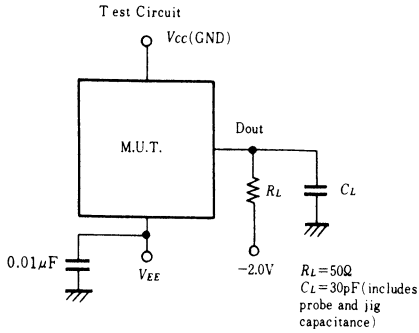 Test Circuit
Vcc(GND)
Dout
M.U.T.
RL
CL
0.01μF
VEE
−2.0V
RL=50Ω
CL=30pF(includes
probe and jig
capacitance)